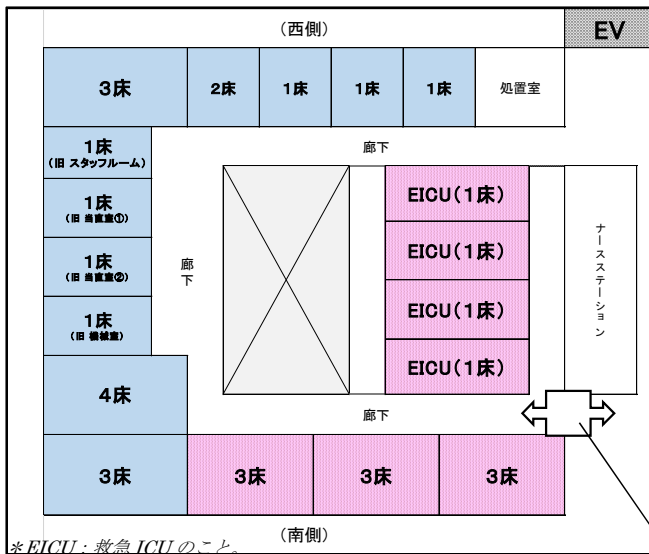 (西側)
EV
3床
2床
1床
1床
1床
処置室
1床
(旧 スタッフルーム)
廊下
1床
(旧 当直室①)
1床
(旧 当直室②)
1床
(旧 機械室)
廊下
EICU(1床)
EICU(1床)
EICU(1床)
EICU(1床)
ナースステーション
4床
廊下
3床
3床
3床
3床
(南側)
*EICU:救急 ICU のこと。